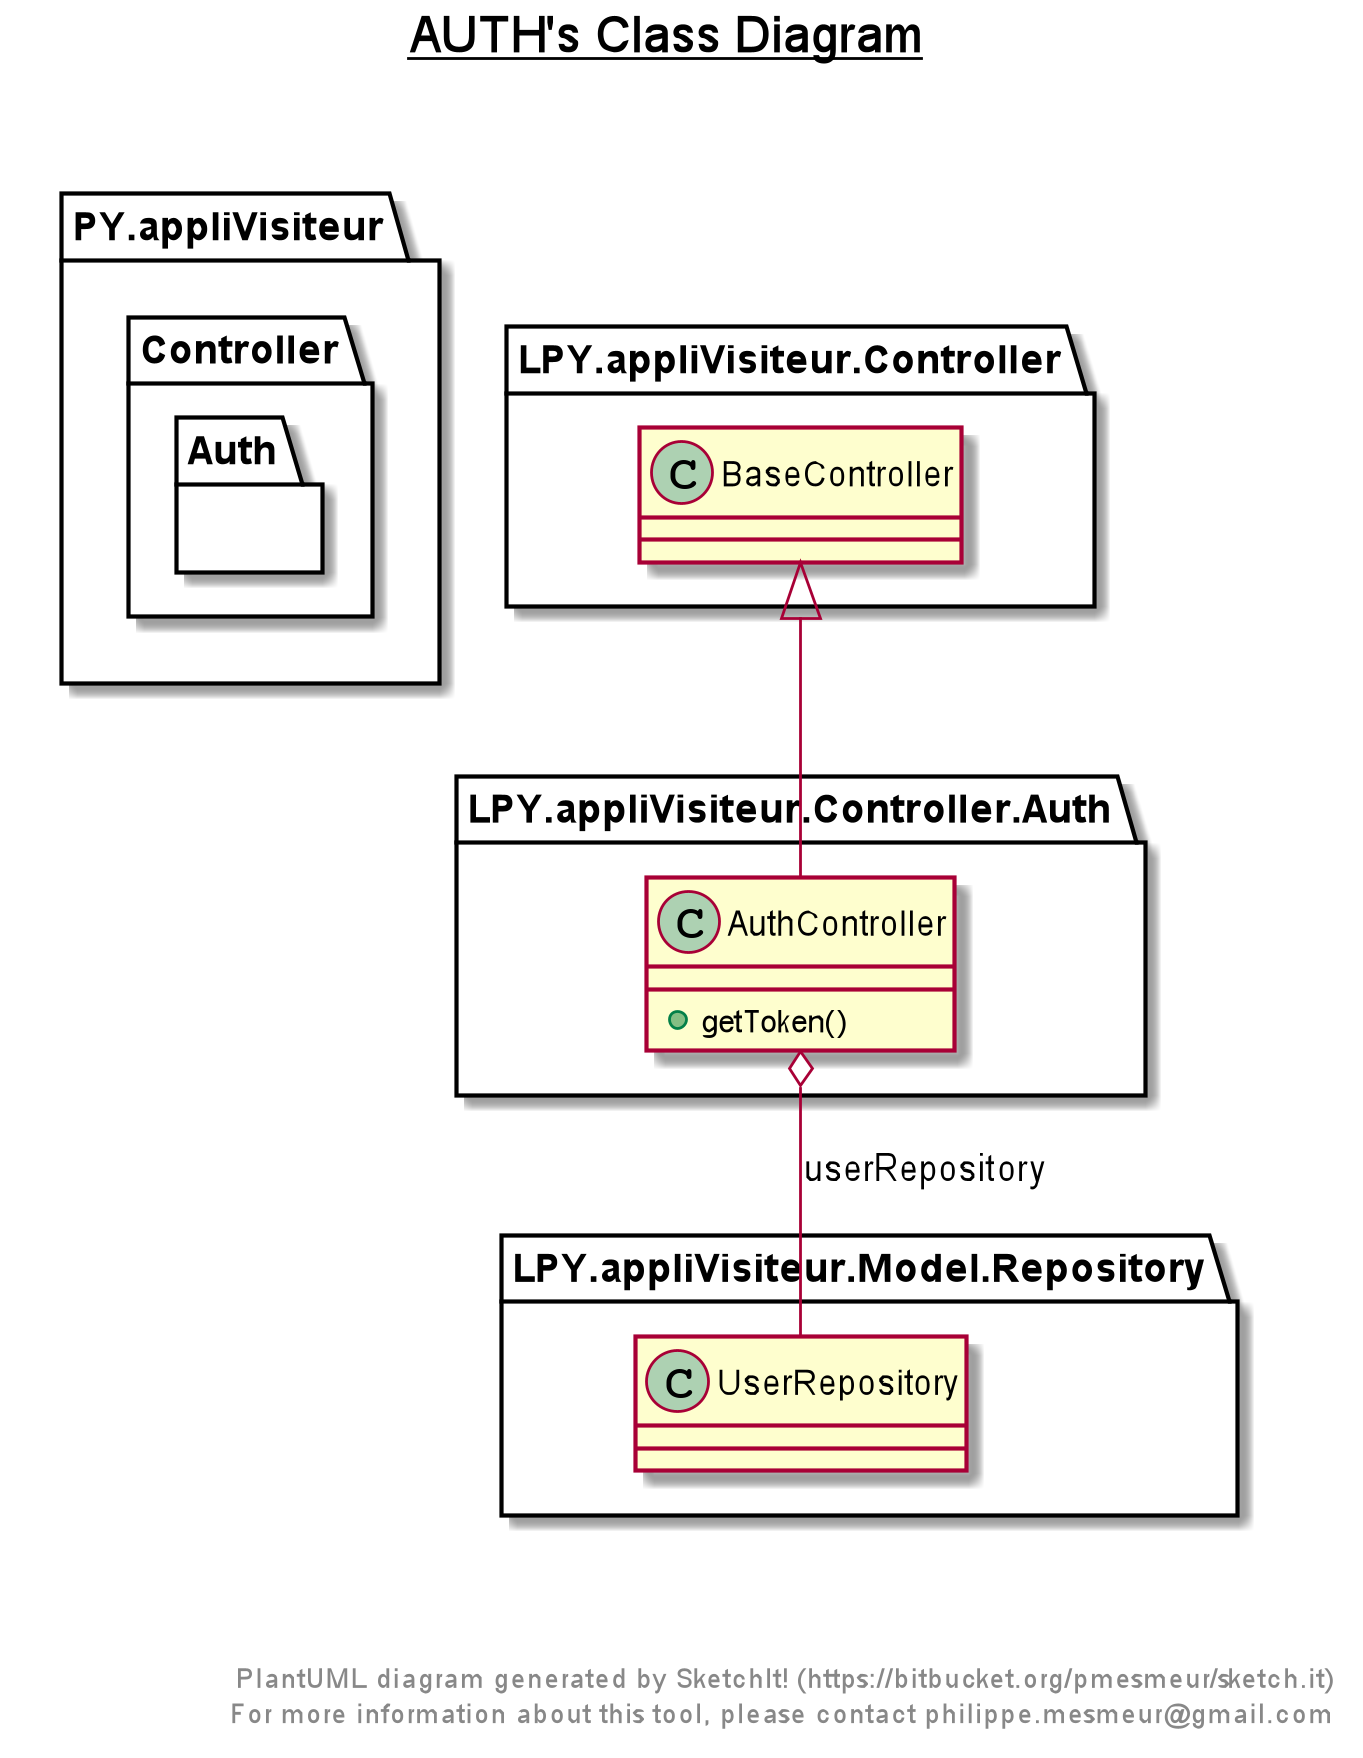 AUTH's Class Diagram
PY.appliVisiteur
Controller
Auth
LPY.appliVisiteur.Controller
C BaseController
LPY.appliVisiteur.Controller.Auth
C AuthController
getToken()
userRepository
LPY.appliVisiteur.Model.Repository
C UserRepository
PlantUML diagram generated by SketchIt! (https://bitbucket.org/pmesmeur/sketch.it)
For more information about this tool, please contact philippe.mesmeur@gmail.com